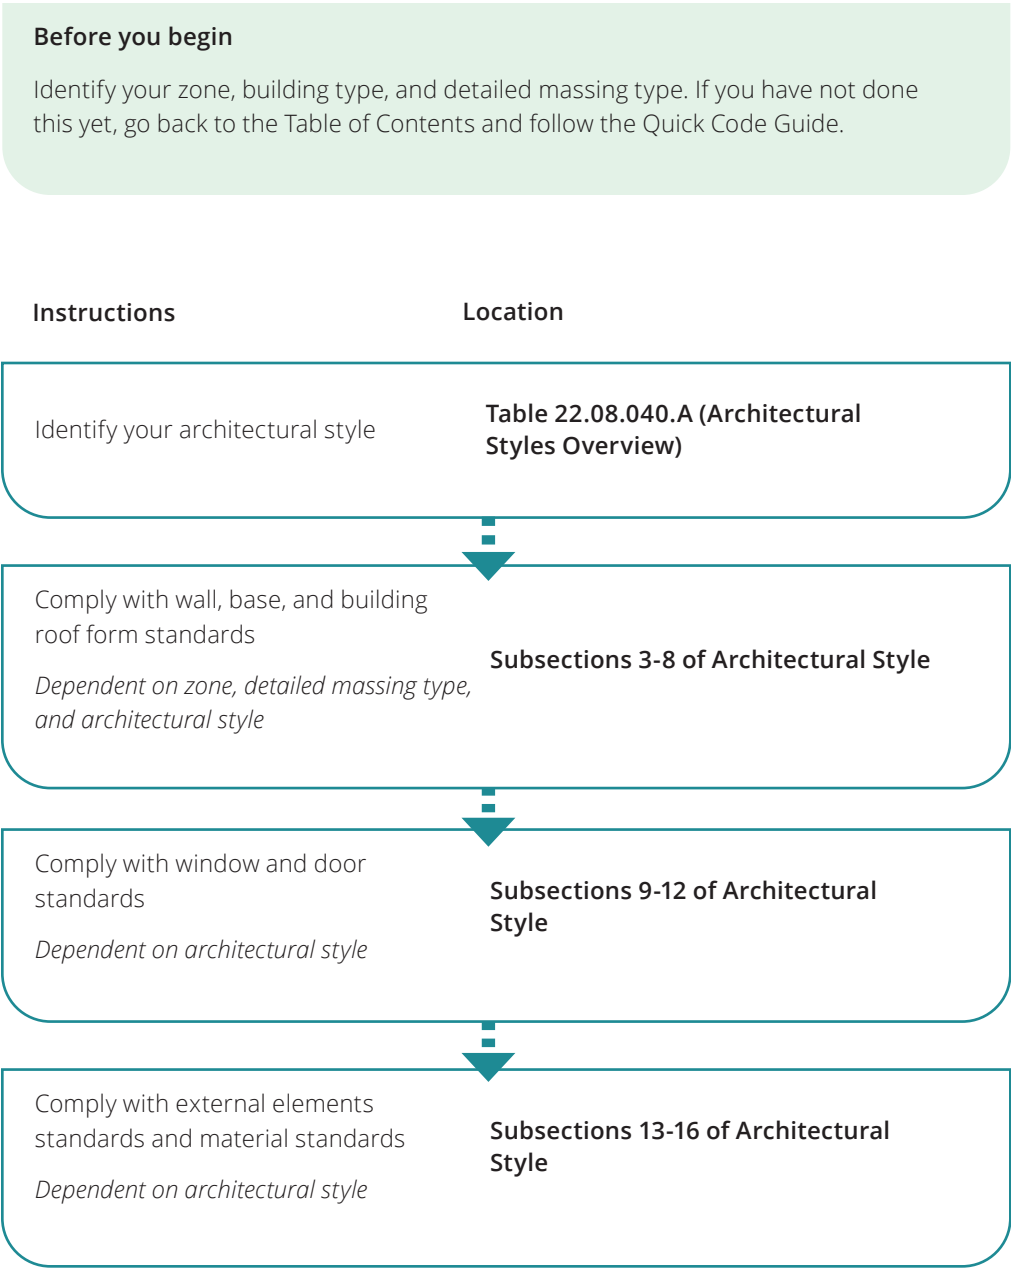 Before you begin
Identify your zone, building type, and detailed massing type. If you have not done
this yet, go back to the Table of Contents and follow the Quick Code Guide.
Instructions
Location
Identify your architectural style
Table 22.08.040.A (Architectural
Styles Overview)
Comply with wall, base, and building
roof form standards
Dependent on zone, detailed massing type,
and architectural style
Subsections 3-8 of Architectural Style
Comply with window and door
standards
Dependent on architectural style
Subsections 9-12 of Architectural
Style
Comply with external elements
standards and material standards
Dependent on architectural style
Subsections 13-16 of Architectural
Style